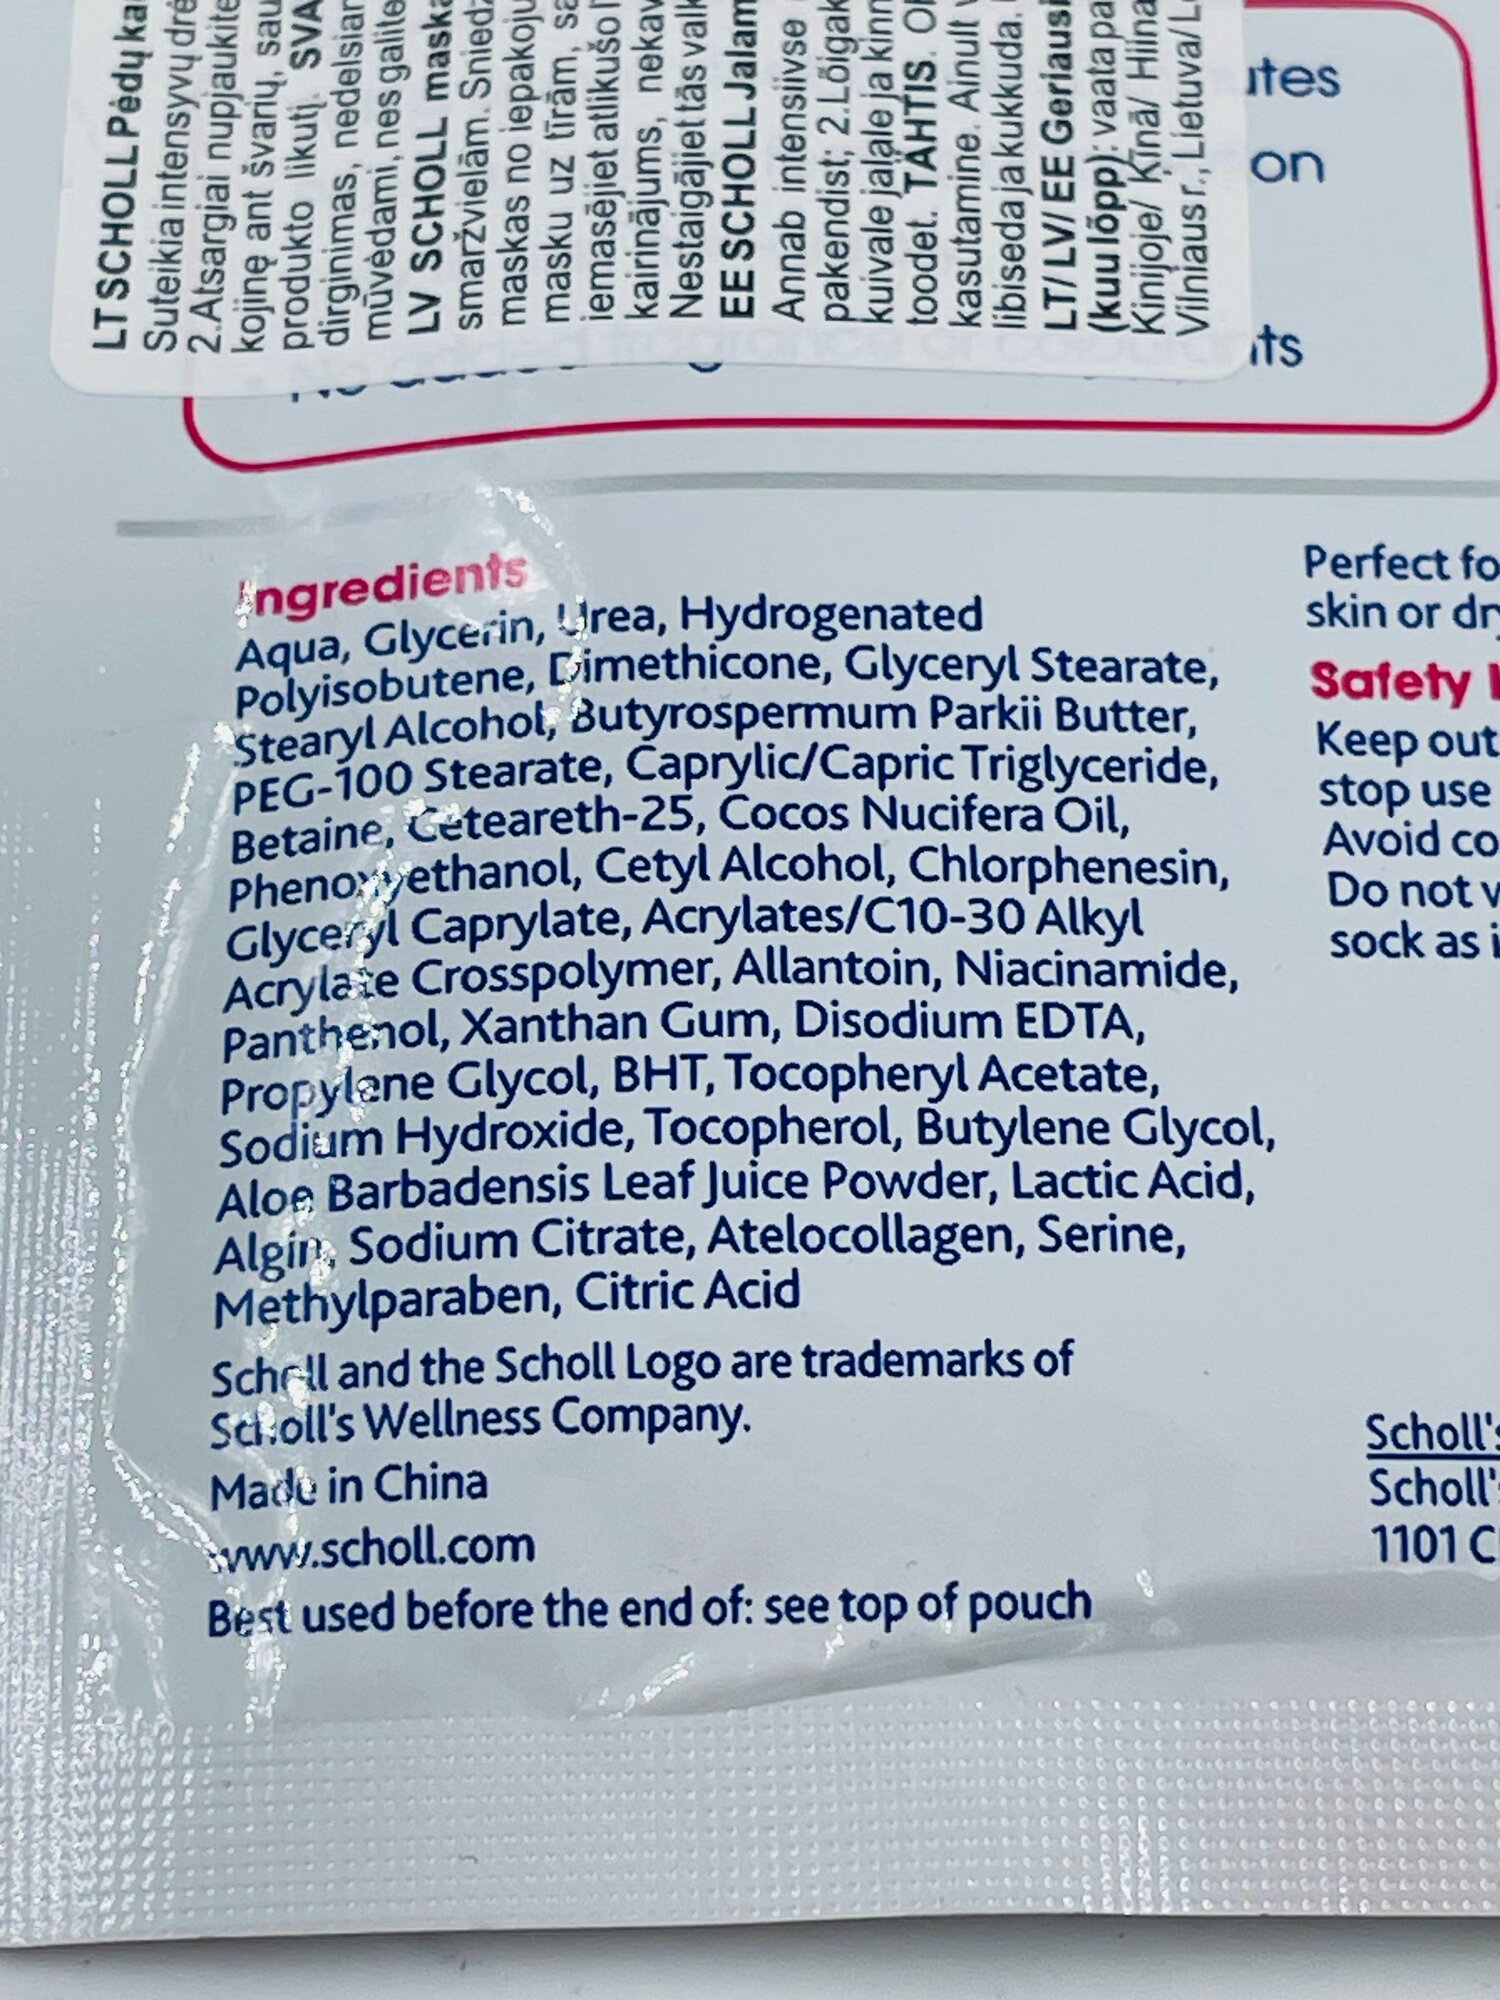 LT SCHOLL Pėdų ka
Suteikia intensyvų drė
2.Atsargiai nupjaukite
kojinę ant švarių, sau
produkto likutį. SVA
dirginimas, nedelsian
mūvėdami, nes galite
LV SCHOLL mask
smaržvielām. Snied
maskas no iepakoju
masku uz tīrām, sa
iemasējiet atlikušo
kairinājums, nekav
Nestaigājiet tās valk
EE SCHOLL Jalam
Annab intensiivse
pakendist; 2.Lõigak
kuivale jalale ja kinn
toodet. TÄHTIS. Ol
kasutamine. Ainult
libiseda ja kukkuda.
LT/ LV/ EE Geriausi
(kuu lõpp): vaata pa
Kinijoje/ Ķīnā/ Hiina
Vilniaus r., Lietuva/ L
utes
on
nts
Ingredients
Aqua, Glycerin, Urea, Hydrogenated
Polyisobutene, Dimethicone, Glyceryl Stearate,
Stearyl Alcohol, Butyrospermum Parkii Butter,
PEG-100 Stearate, Caprylic/Capric Triglyceride,
Betaine, Ceteareth-25, Cocos Nucifera Oil,
Phenoxyethanol, Cetyl Alcohol, Chlorphenesin,
Glyceryl Caprylate, Acrylates/C10-30 Alkyl
Acrylate Crosspolymer, Allantoin, Niacinamide,
Panthenol, Xanthan Gum, Disodium EDTA,
Propylene Glycol, BHT, Tocopheryl Acetate,
Sodium Hydroxide, Tocopherol, Butylene Glycol,
Aloe Barbadensis Leaf Juice Powder, Lactic Acid,
Algin, Sodium Citrate, Atelocollagen, Serine,
Methylparaben, Citric Acid
Scholl and the Scholl Logo are trademarks of
Scholl's Wellness Company.
Made in China
www.scholl.com
Best used before the end of: see top of pouch
Perfect fo
skin or dry
Safety
Keep out
stop use
Avoid co
Do not
sock as i
Scholl's
Scholl'
1101 C